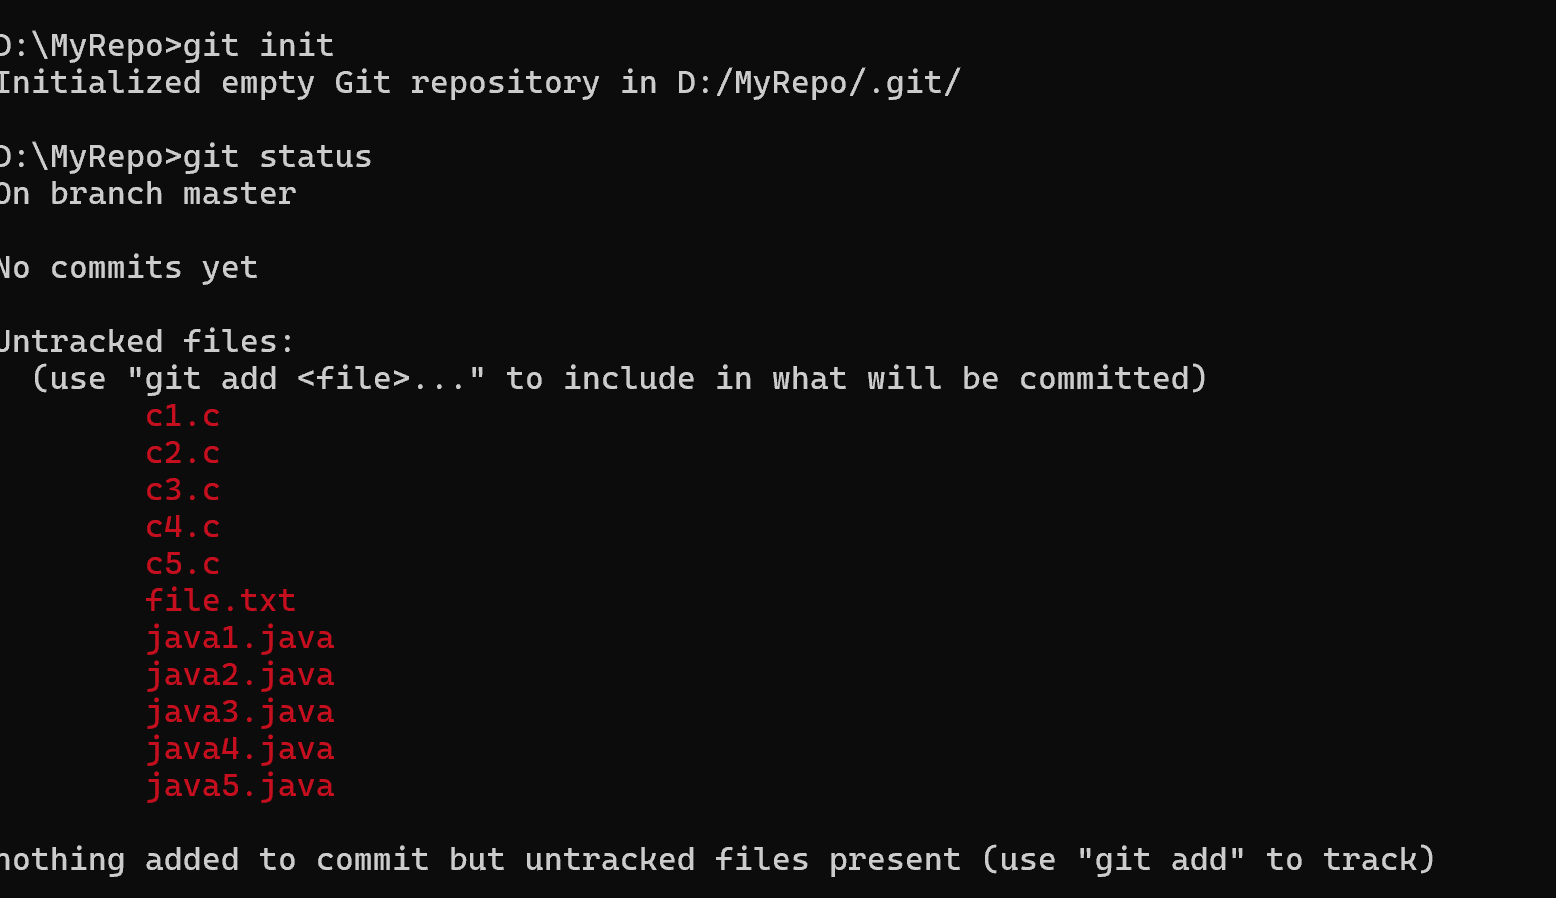 D:\MyRepo>git init
Initialized empty Git repository in D:/MyRepo/.git/
D:\MyRepo>git status
On branch master
No commits yet
Untracked files:
(use "git add <file>..." to include in what will be committed)
c1.c
c2.c
c3.c
c4.c
c5.c
file.txt
java1.java
java2.java
java3.java
java4.java
java5.java
nothing added to commit but untracked files present (use "git add" to track)